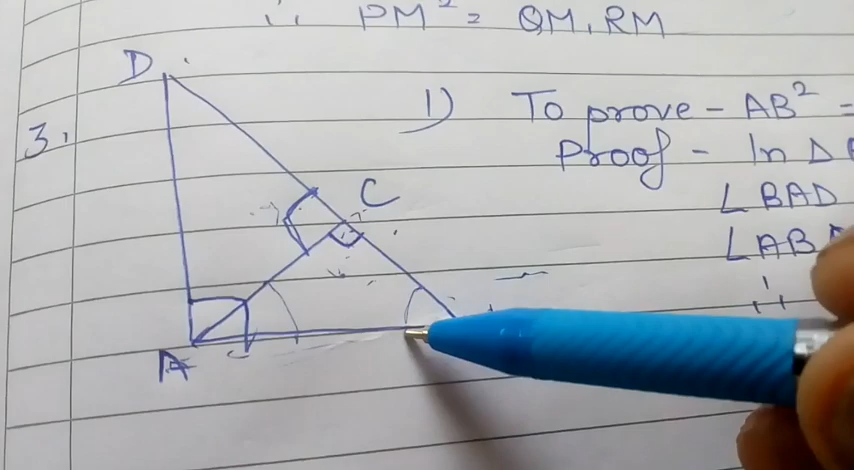 ∴ PM² = QM.RM
D
3.
1) To prove - AB² =
Proof - In Δ
C
∠BAD
∠AB
A